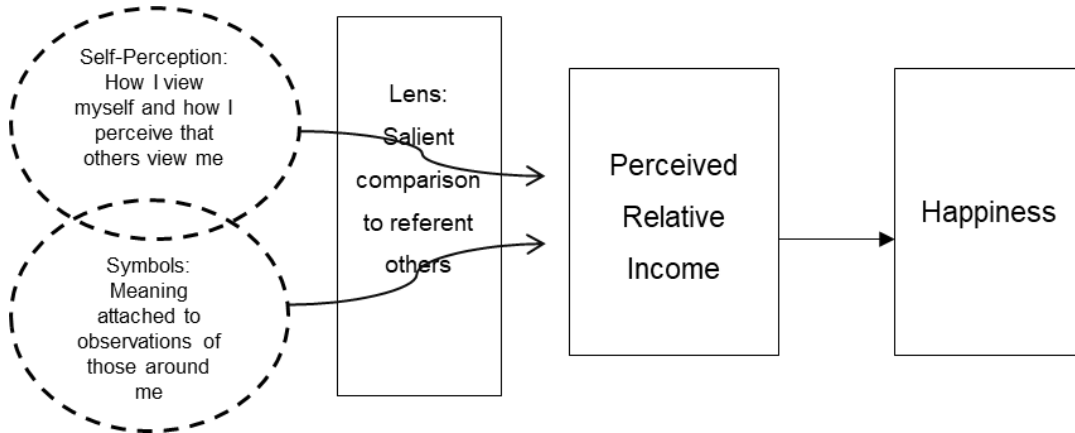 Self-Perception:
How I view
myself and how I
perceive that
others view me
Symbols:
Meaning
attached to
observations of
those around
me
Lens:
Salient
comparison
to referent
others
Perceived
Relative
Income
Happiness